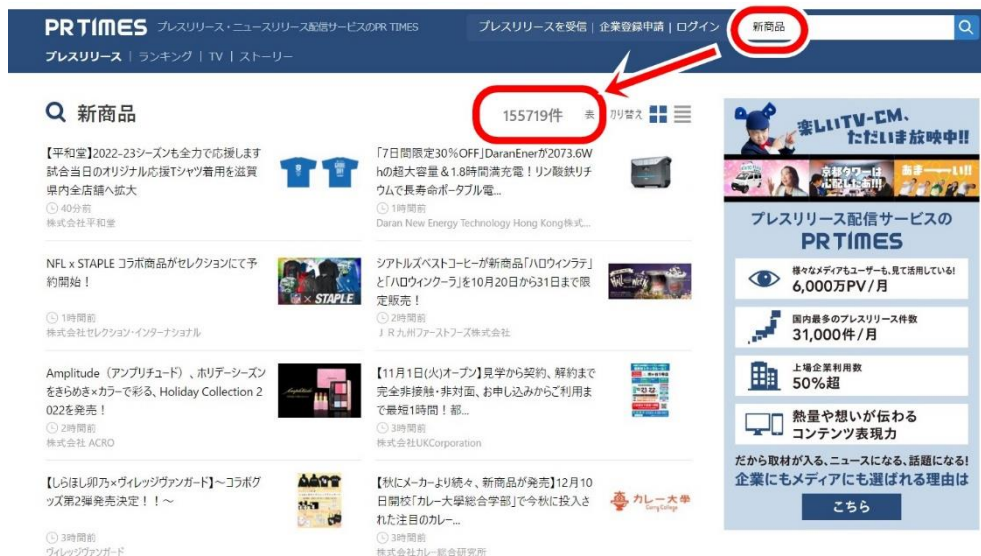 PR TIMES プレスリリース・ニュースリリース配信サービスのPR TIMES
プレスリリースを受信 | 企業登録申請 | ログイン
新商品
プレスリリース | ランキング | TV | ストーリー
新商品
155719件
表
り替え
【平和堂】2022-23シーズンも全力で応援します
試合当日のオリジナル応援Tシャツ着用を滋賀
県内全店舗へ拡大
40分前
株式会社平和堂
「7日間限定30%OFF」DaranEnerが2073.6W
hの超大容量&1.8時間満充電！リン酸鉄リチ
ウムで長寿命ポータブル電...
1時間前
Daran New Energy Technology Hong Kong株式...
NFL x STAPLE コラボ商品がセレクションにて予
約開始！
1時間前
株式会社セレクション・インターナショナル
× STAPLE
シアトルズベストコーヒーが新商品「ハロウィンラテ」
と「ハロウィンクーラ」を10月20日から31日まで限
定販売！
2時間前
ＪＲ九州ファーストフーズ株式会社
Amplitude（アンプリチュード）、ホリデーシーズン
をきらめき×カラーで彩る、Holiday Collection 2
022を発売！
2時間前
株式会社 ACRO
【11月1日(火)オープン】見学から契約、解約まで
完全非接触・非対面、お申し込みからご利用ま
で最短1時間！都...
3時間前
株式会社UKCorporation
【しらほし卯乃×ヴィレッジヴァンガード】～コラボグ
ッズ第2弾発売決定！！～
3時間前
ヴィレッジヴァンガード
【秋にメーカーより続々、新商品が発売】12月10
日開校「カレー大學総合学部」で今秋に投入さ
れた注目のカレー...
3時間前
株式会社カレー総合研究所
カレー大学
Curry College
楽しいTV-CM、
ただいま放映中!!
京都タワーは
心配したあ!!!
あまーーい!!
プレスリリース配信サービスの
PR TIMES
様々なメディアもユーザーも、見て活用している!
6,000万PV/月
国内最多のプレスリリース件数
31,000件/月
上場企業利用数
50%超
熱量や想いが伝わる
コンテンツ表現力
だから取材が入る、ニュースになる、話題になる!
企業にもメディアにも選ばれる理由は
こちら